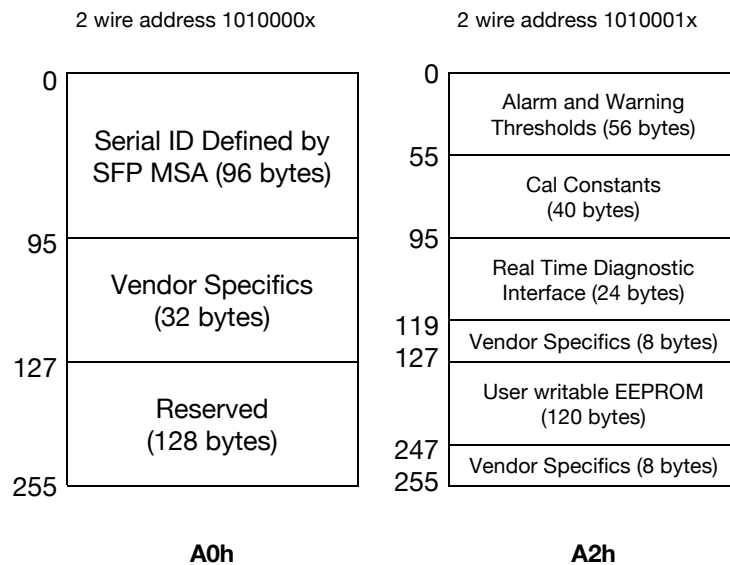 2 wire address 1010000x
0
Serial ID Defined by
SFP MSA (96 bytes)
95
Vendor Specifics
(32 bytes)
127
Reserved
(128 bytes)
255
A0h
2 wire address 1010001x
0
Alarm and Warning
Thresholds (56 bytes)
55
Cal Constants
(40 bytes)
95
Real Time Diagnostic
Interface (24 bytes)
119
Vendor Specifics (8 bytes)
127
User writable EEPROM
(120 bytes)
247
Vendor Specifics (8 bytes)
255
A2h